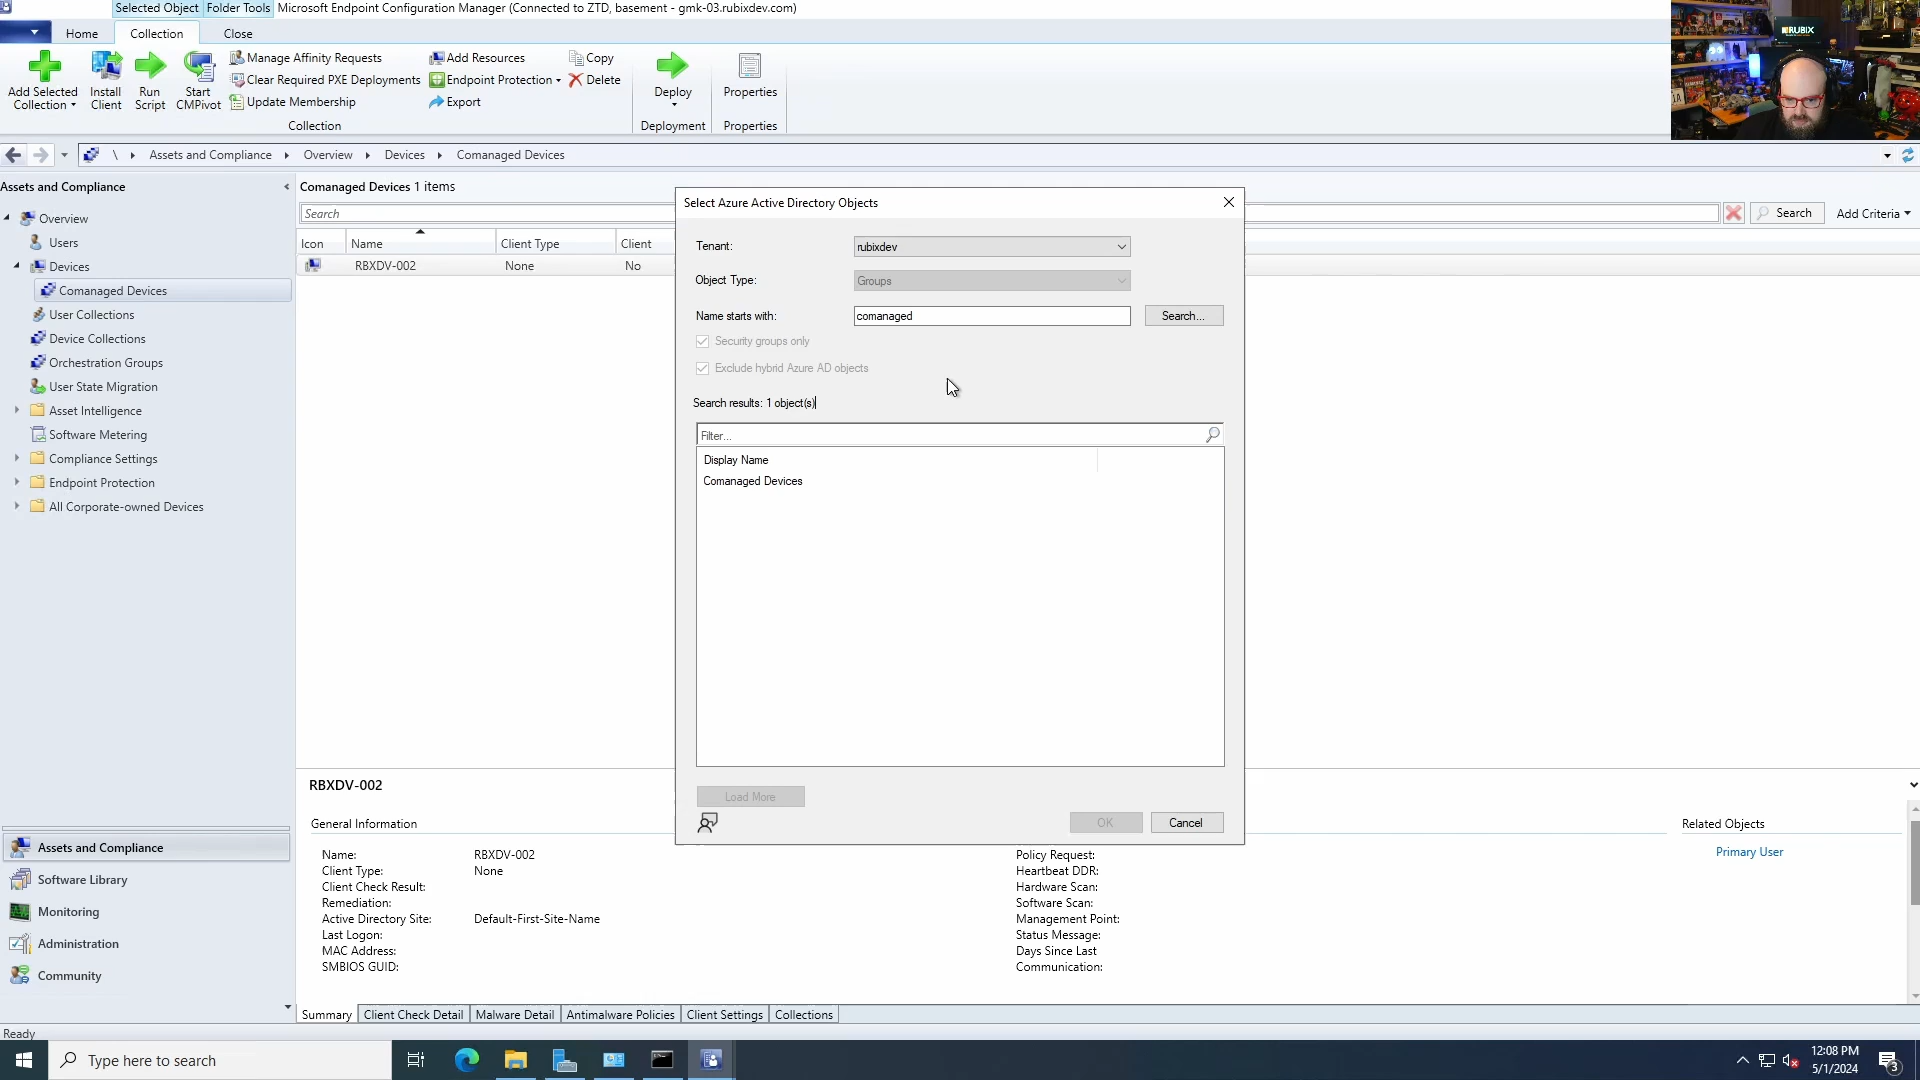 Selected Object Folder Tools Microsoft Endpoint Configuration Manager (Connected to ZTD, basement - gmk-03.rubixdev.com)
Home Collection Close
Add Selected Collection
Install Client
Run Script
Start CMPivot
Manage Affinity Requests
Clear Required PXE Deployments
Update Membership
Add Resources
Endpoint Protection
Export
Copy
Delete
Collection
Deploy
Deployment
Properties
Properties
RUBIX
\ Assets and Compliance Overview Devices Comanaged Devices
Assets and Compliance
Overview
Users
Devices
Comanaged Devices
User Collections
Device Collections
Orchestration Groups
User State Migration
Asset Intelligence
Software Metering
Compliance Settings
Endpoint Protection
All Corporate-owned Devices
Assets and Compliance
Software Library
Monitoring
Administration
Community
Comanaged Devices 1 items
Search
Search Add Criteria
Icon Name Client Type Client
RBXDV-002 None No
Select Azure Active Directory Objects
Tenant: rubixdev
Object Type: Groups
Name starts with: comanaged Search...
Security groups only
Exclude hybrid Azure AD objects
Search results: 1 object(s)
Filter...
Display Name
Comanaged Devices
Load More
OK Cancel
RBXDV-002
General Information
Name: RBXDV-002
Client Type: None
Client Check Result:
Remediation:
Active Directory Site: Default-First-Site-Name
Last Logon:
MAC Address:
SMBIOS GUID:
Policy Request:
Heartbeat DDR:
Hardware Scan:
Software Scan:
Management Point:
Status Message:
Days Since Last
Communication:
Related Objects
Primary User
Summary Client Check Detail Malware Detail Antimalware Policies Client Settings Collections
Ready
Type here to search
12:08 PM
5/1/2024
3